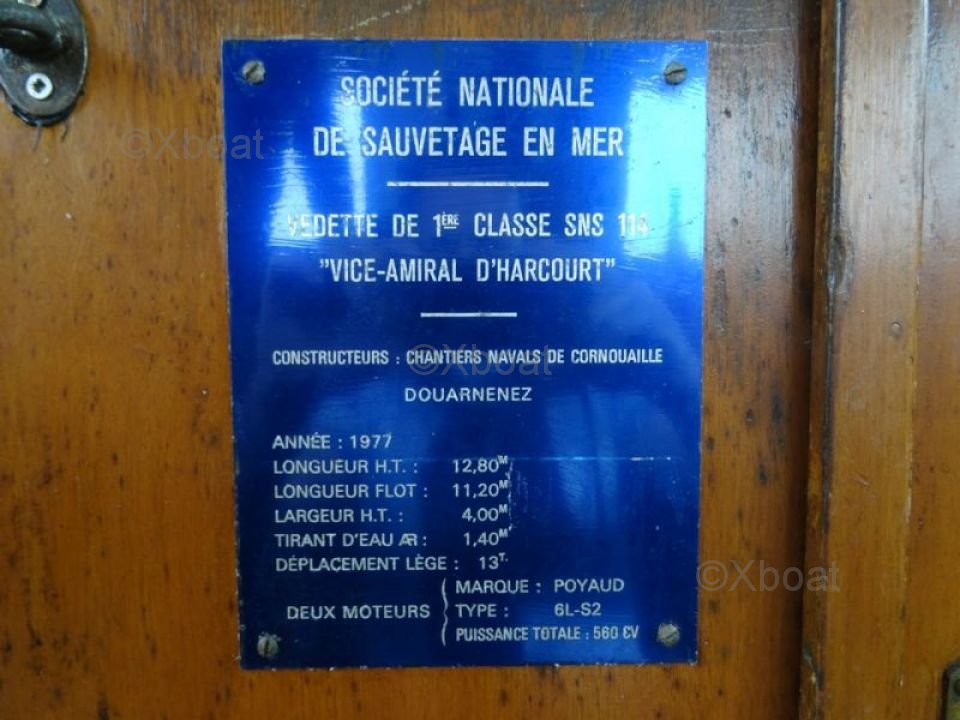 SOCIÉTÉ NATIONALE
DE SAUVETAGE EN MER
VEDETTE DE 1ÈRE CLASSE SNS 114
"VICE-AMIRAL D'HARCOURT"
CONSTRUCTEURS : CHANTIERS NAVALS DE CORNOUAILLE
DOUARNENEZ
ANNÉE : 1977
LONGUEUR H.T. : 12,80M
LONGUEUR FLOT : 11,20M
LARGEUR H.T. : 4,00M
TIRANT D'EAU AR : 1,40M
DÉPLACEMENT LÈGE : 13T.
DEUX MOTEURS
MARQUE : POYAUD
TYPE : 6L-S2
PUISSANCE TOTALE : 560 CV
©Xboat
©Xboat
©Xboat